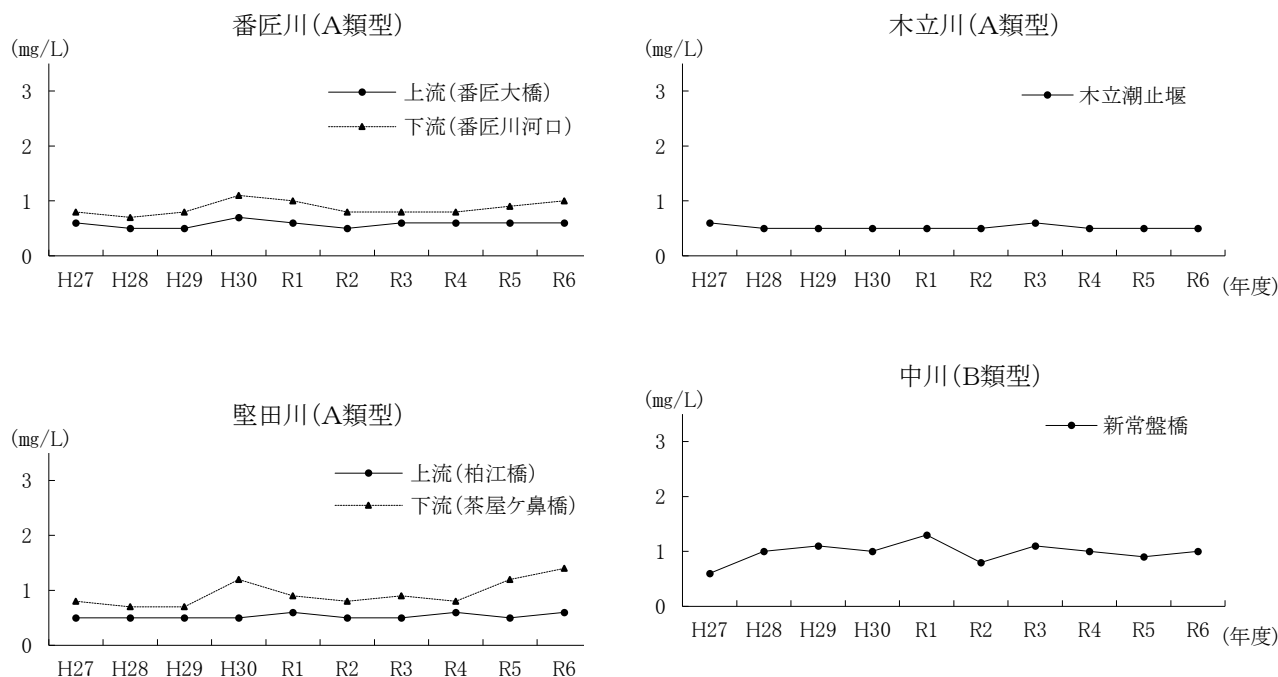 番匠川(A類型)
(㎎/L)
上流(番匠大橋)
下流(番匠川河口)
3
2
1
0
H27 H28 H29 H30 R1 R2 R3 R4 R5 R6
木立川(A類型)
(㎎/L)
木立潮止堰
3
2
1
0
H27 H28 H29 H30 R1 R2 R3 R4 R5 R6 (年度)
堅田川(A類型)
(㎎/L)
上流(柏江橋)
下流(茶屋ケ鼻橋)
3
2
1
0
H27 H28 H29 H30 R1 R2 R3 R4 R5 R6
中川(B類型)
(㎎/L)
新常盤橋
3
2
1
0
H27 H28 H29 H30 R1 R2 R3 R4 R5 R6 (年度)